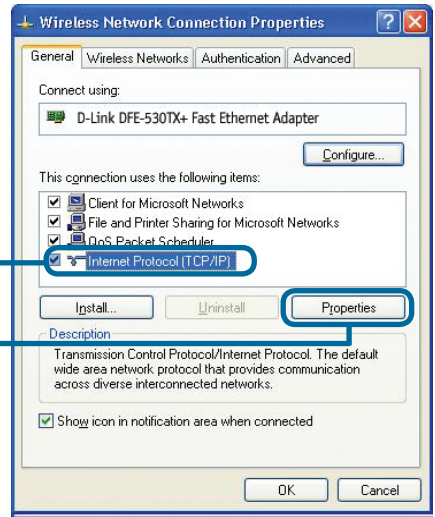 Wireless Network Connection Properties
General Wireless Networks Authentication Advanced
Connect using:
D-Link DFE-530TX+ Fast Ethernet Adapter
Configure...
This connection uses the following items:
Client for Microsoft Networks
File and Printer Sharing for Microsoft Networks
QoS Packet Scheduler
Internet Protocol (TCP/IP)
Install... Uninstall Properties
Description
Transmission Control Protocol/Internet Protocol. The default
wide area network protocol that provides communication
across diverse interconnected networks.
Show icon in notification area when connected
OK Cancel